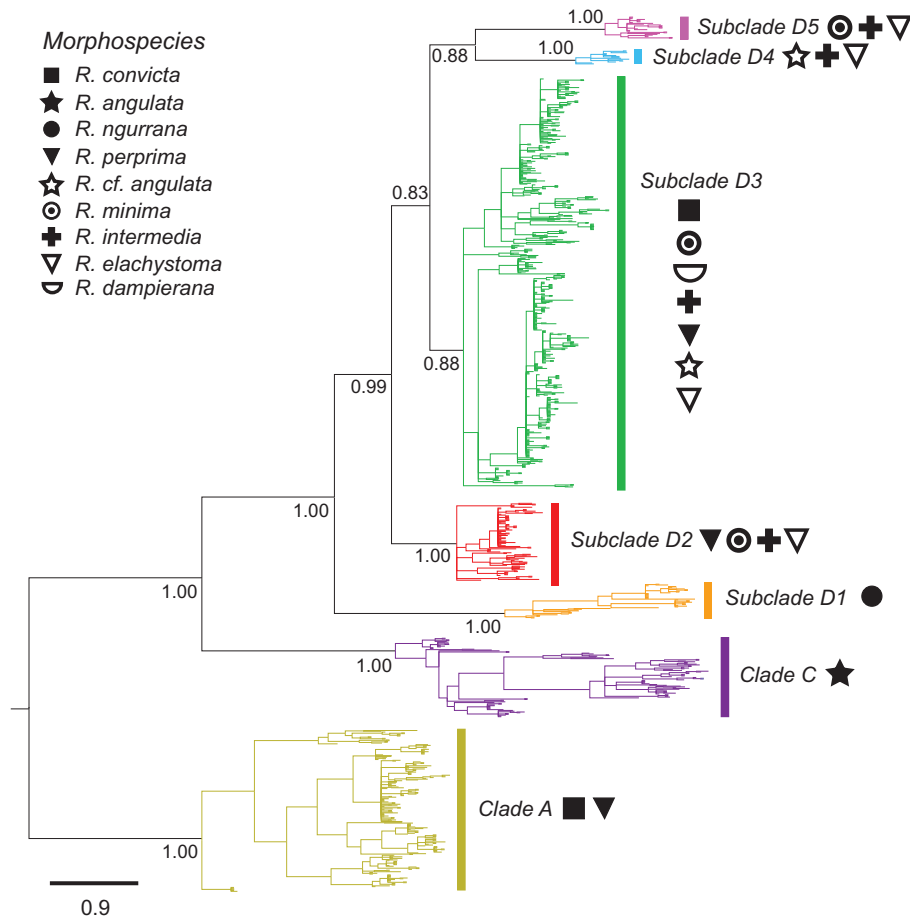 Morphospecies
R. convicta
R. angulata
R. ngurrana
R. perprima
R. cf. angulata
R. minima
R. intermedia
R. elachystoma
R. dampierana
1.00
Subclade D5
0.88
1.00
Subclade D4
Subclade D3
0.83
0.88
0.99
1.00
1.00
Subclade D2
1.00
Subclade D1
1.00
1.00
Clade C
Clade A
1.00
0.9